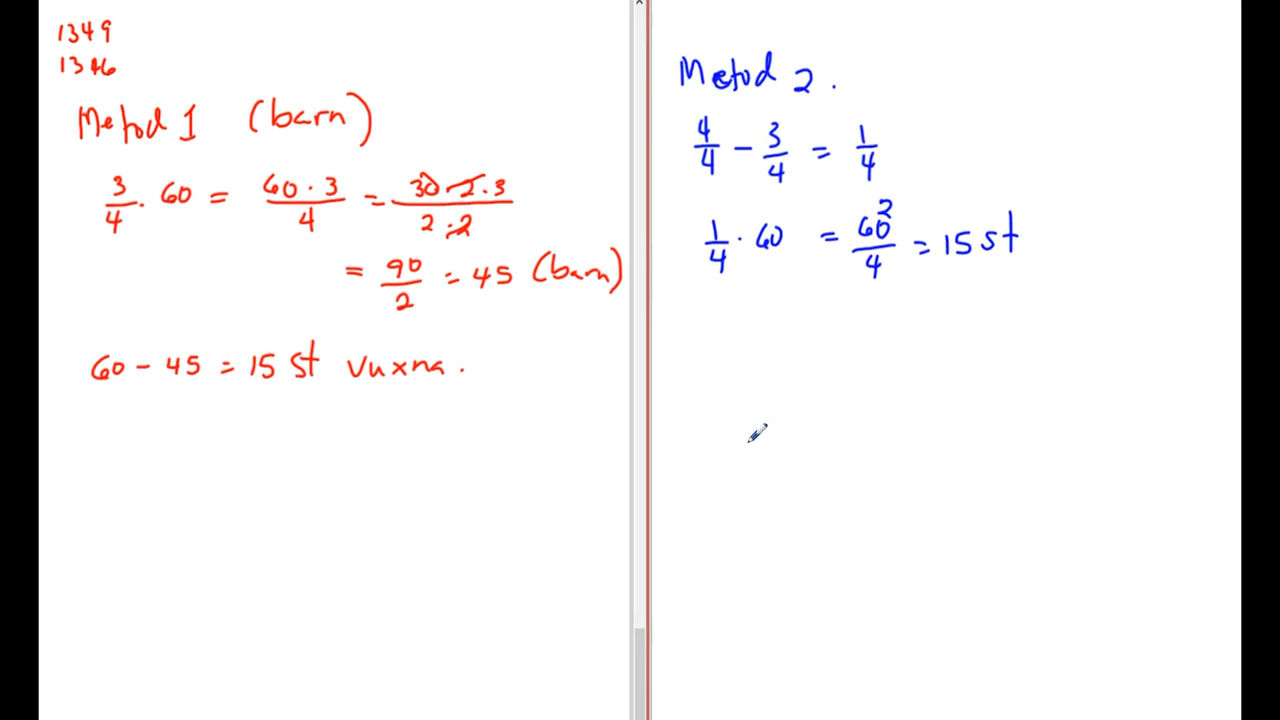 1349
1346
Metod 1 (barn)
3/4 · 60 = 60 · 3/4 = 30 · 2 · 3/2 · 2
= 90/2 = 45 (barn)
60 - 45 = 15 st vuxna.
Metod 2.
4/4 - 3/4 = 1/4
1/4 · 60 = 60²/4 = 15 st